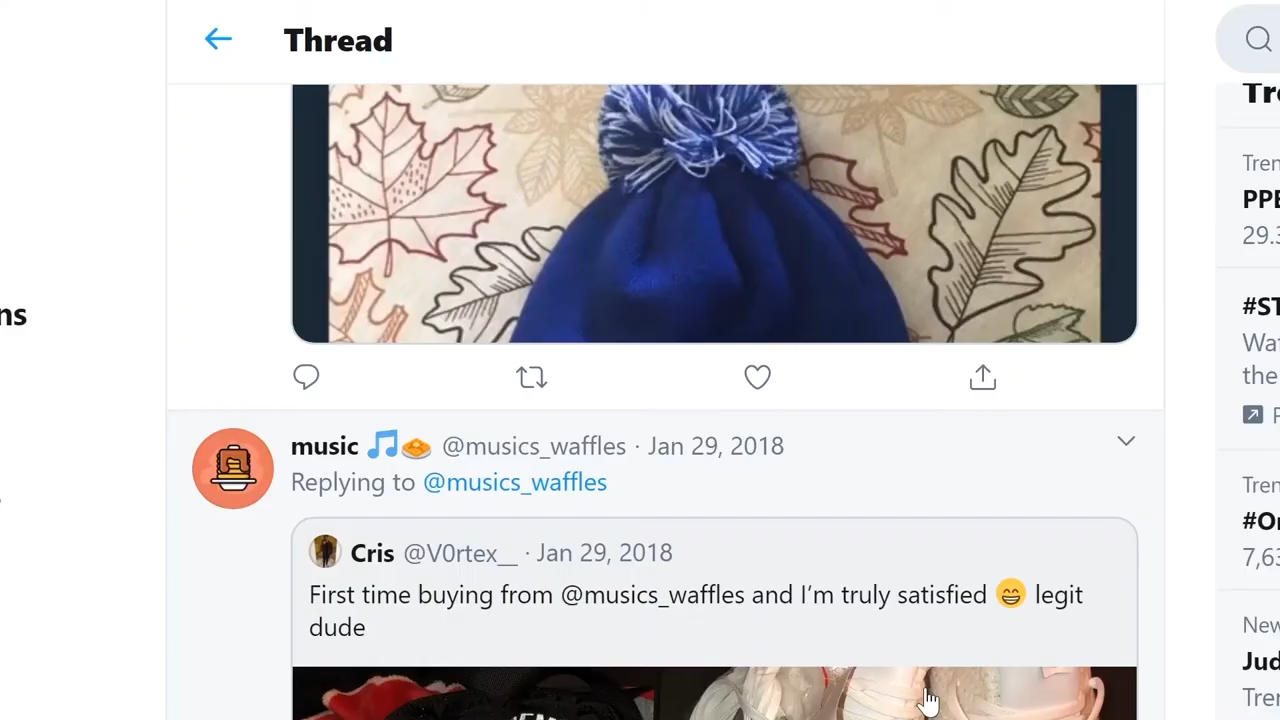 Thread
music @musics_waffles · Jan 29, 2018
Replying to @musics_waffles
Cris @V0rtex__ · Jan 29, 2018
First time buying from @musics_waffles and I'm truly satisfied 😁 legit
dude
ns
Tre
Tren
PPE
29.3
#ST
Wat
the
Tren
#Or
7,63
New
Jud
Tren